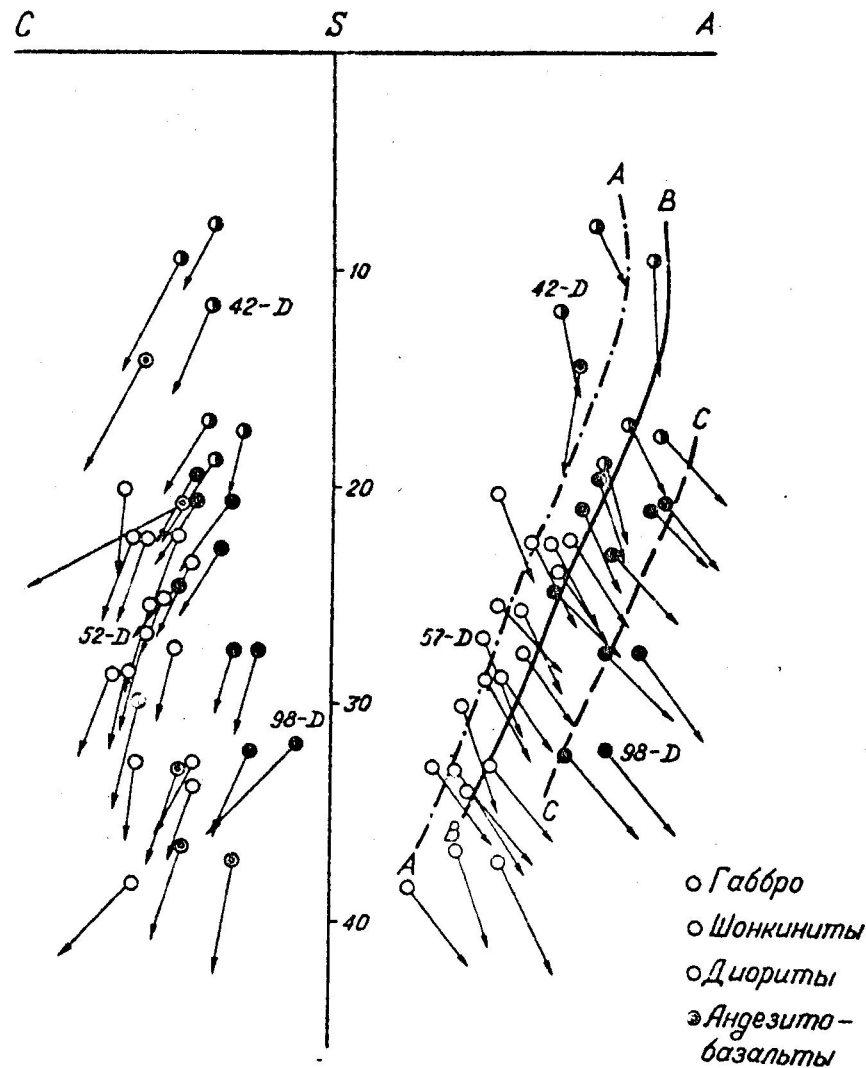 C S A
A
B
10
42-D
42-D
C
20
52-D
57-D
30
98-D
98-D
C
B
A
Габбро
40
Шонкиниты
Диориты
Андезито-
базальты